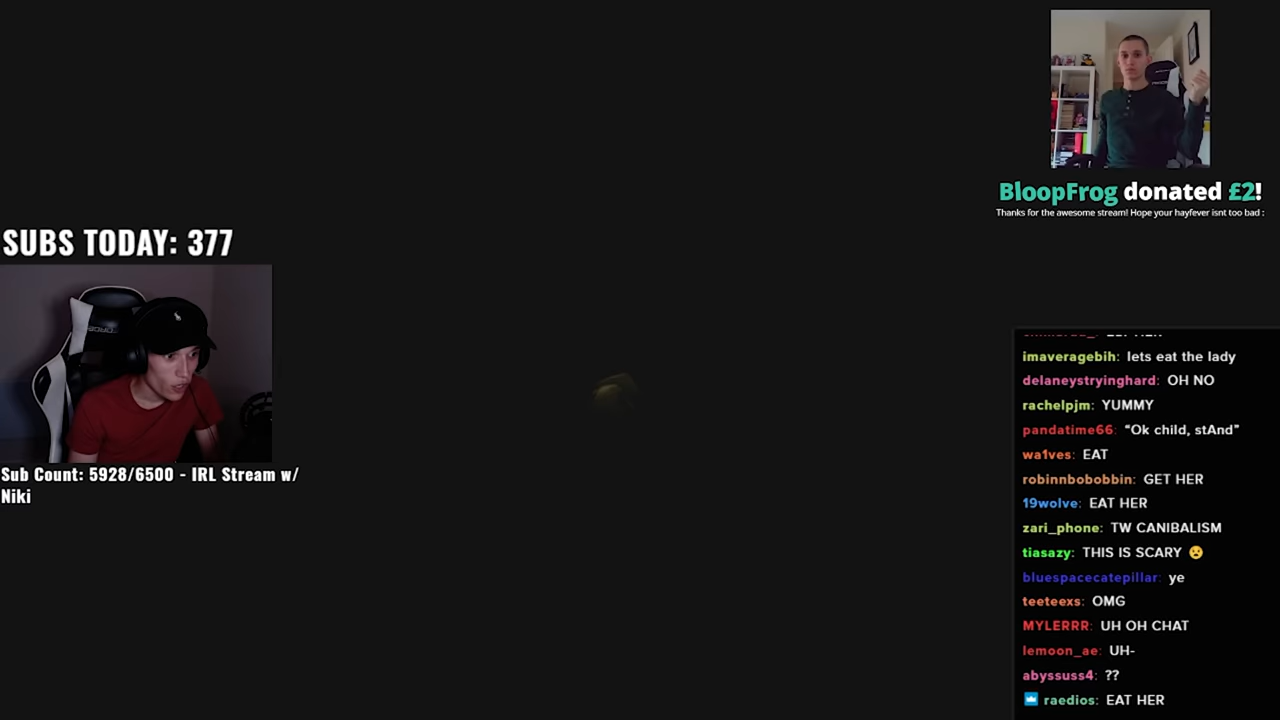 BloopFrog donated £2!
Thanks for the awesome stream! Hope your hayfever isnt too bad :
SUBS TODAY: 377
Sub Count: 5928/6500 - IRL Stream w/
Niki
imaveragebih: lets eat the lady
delaneystryinghard: OH NO
rachelpjm: YUMMY
pandatime66: “Ok child, stAnd”
wa1ves: EAT
robinnbobobbin: GET HER
19wolve: EAT HER
zari_phone: TW CANIBALISM
tiasazy: THIS IS SCARY 😧
bluespacecatepillar: ye
teeteexs: OMG
MYLERRR: UH OH CHAT
lemoon_ae: UH-
abyssuss4: ??
raedios: EAT HER